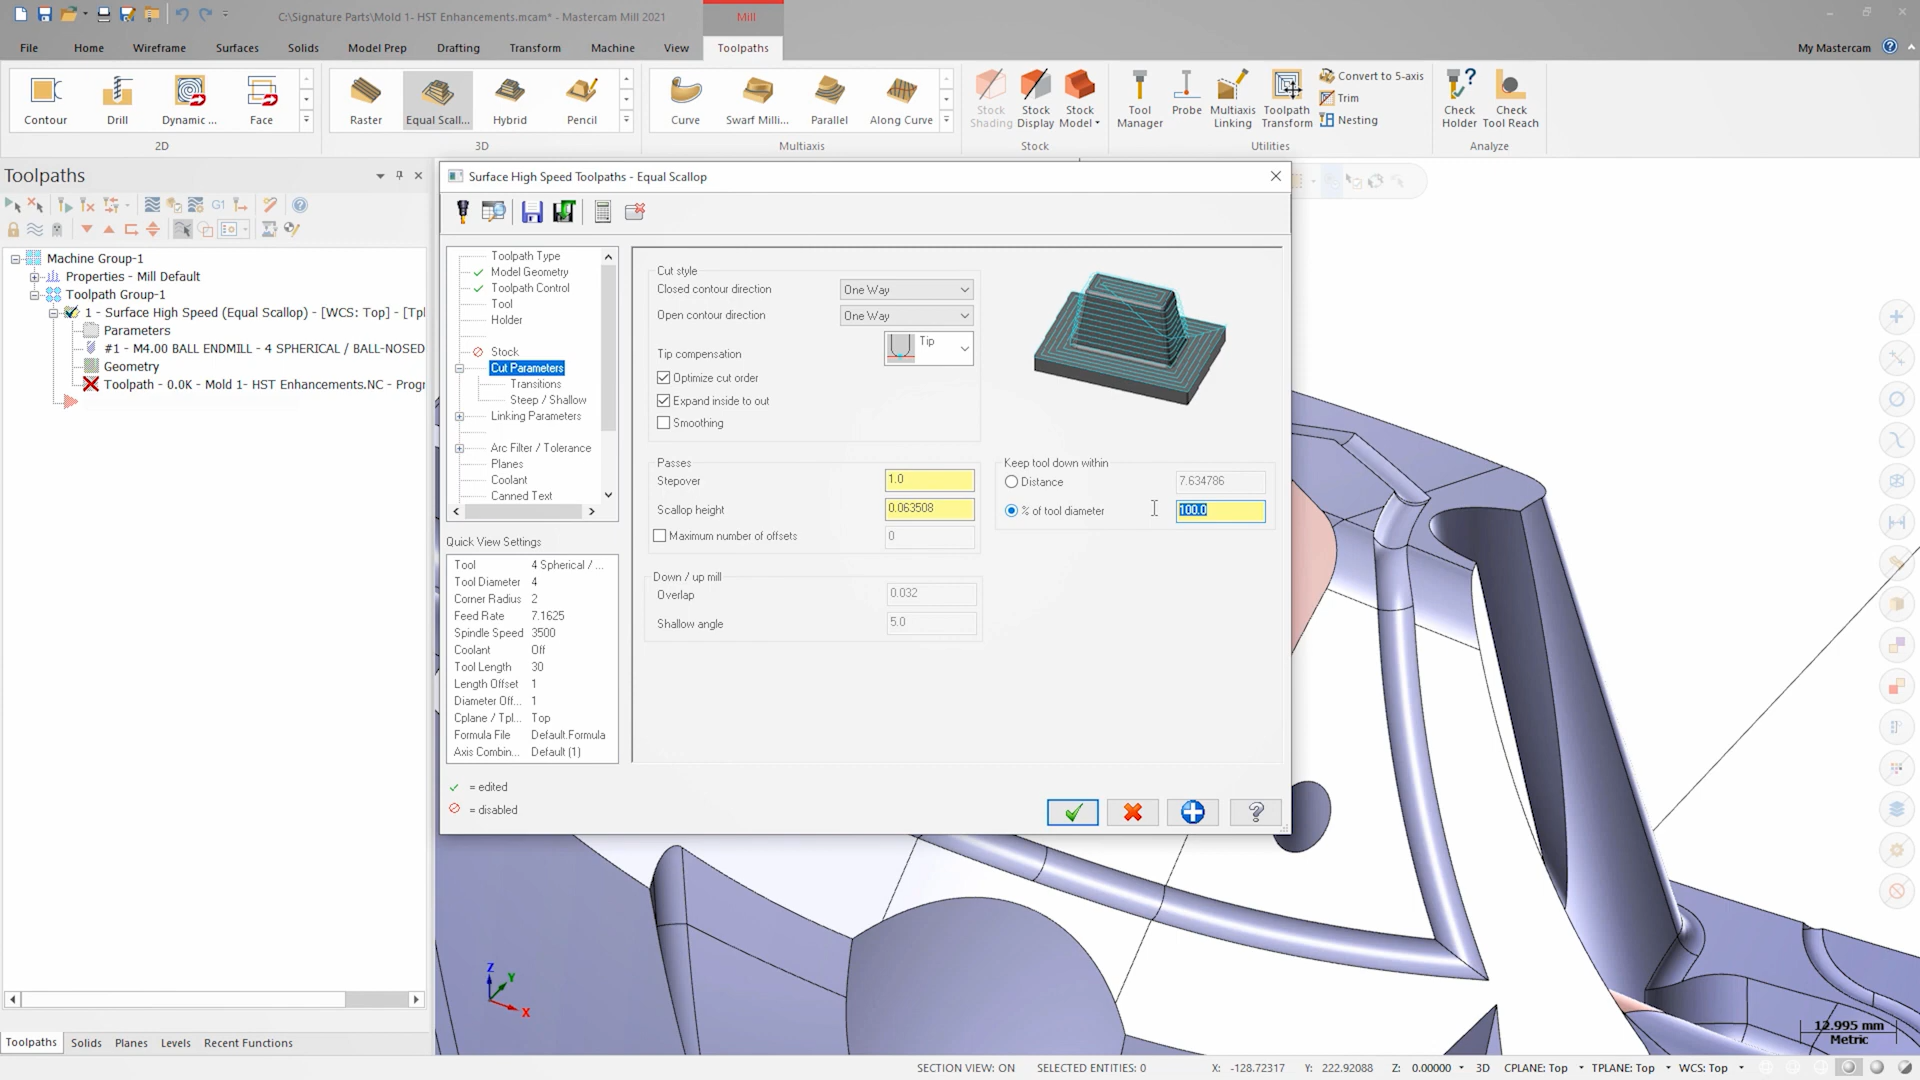 C:\Signature Parts\Mold 1- HST Enhancements.mcam* - Mastercam Mill 2021
Mill
File Home Wireframe Surfaces Solids Model Prep Drafting Transform Machine View Toolpaths My Mastercam
Contour Drill Dynamic ... Face
2D
Raster Equal Scall... Hybrid Pencil
3D
Curve Swarf Milli... Parallel Along Curve
Multiaxis
Stock Shading Stock Display Stock Model
Stock
Tool Manager Probe Multiaxis Linking Toolpath Transform
Convert to 5-axis
Trim
Nesting
Utilities
Check Holder Check Tool Reach
Analyze
Toolpaths
G1
Machine Group-1
Properties - Mill Default
Toolpath Group-1
1 - Surface High Speed (Equal Scallop) - [WCS: Top] - [Tpl
Parameters
#1 - M4.00 BALL ENDMILL - 4 SPHERICAL / BALL-NOSED
Geometry
Toolpath - 0.0K - Mold 1- HST Enhancements.NC - Progr
Surface High Speed Toolpaths - Equal Scallop
Toolpath Type
Model Geometry
Toolpath Control
Tool
Holder
Stock
Cut Parameters
Transitions
Steep / Shallow
Linking Parameters
Arc Filter / Tolerance
Planes
Coolant
Canned Text
Quick View Settings
Tool 4 Spherical / ...
Tool Diameter 4
Corner Radius 2
Feed Rate 7.1625
Spindle Speed 3500
Coolant Off
Tool Length 30
Length Offset 1
Diameter Off... 1
Cplane / Tpl... Top
Formula File Default.Formula
Axis Combin... Default (1)
= edited
= disabled
Cut style
Closed contour direction One Way
Open contour direction One Way
Tip compensation Tip
Optimize cut order
Expand inside to out
Smoothing
Passes
Stepover 1.0
Scallop height 0.063508
Maximum number of offsets 0
Down / up mill
Overlap 0.032
Shallow angle 5.0
Keep tool down within
Distance 7.634786
% of tool diameter 100.0
Z
Y
X
12.995 mm
Metric
Toolpaths Solids Planes Levels Recent Functions
SECTION VIEW: ON SELECTED ENTITIES: 0 X: -128.72317 Y: 222.92088 Z: 0.00000 3D CPLANE: Top TPLANE: Top WCS: Top